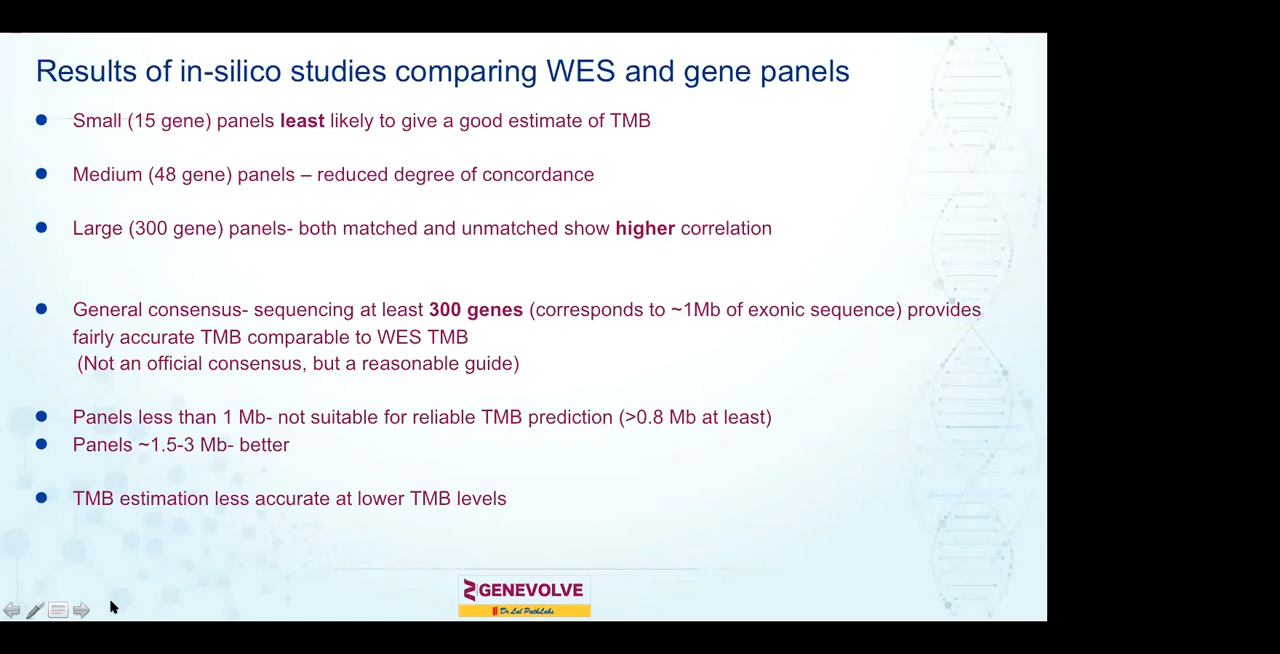 Results of in-silico studies comparing WES and gene panels
Small (15 gene) panels least likely to give a good estimate of TMB
Medium (48 gene) panels – reduced degree of concordance
Large (300 gene) panels- both matched and unmatched show higher correlation
General consensus- sequencing at least 300 genes (corresponds to ~1Mb of exonic sequence) provides
fairly accurate TMB comparable to WES TMB
(Not an official consensus, but a reasonable guide)
Panels less than 1 Mb- not suitable for reliable TMB prediction (>0.8 Mb at least)
Panels ~1.5-3 Mb- better
TMB estimation less accurate at lower TMB levels
GENEVOLVE
Dr Lal PathLabs